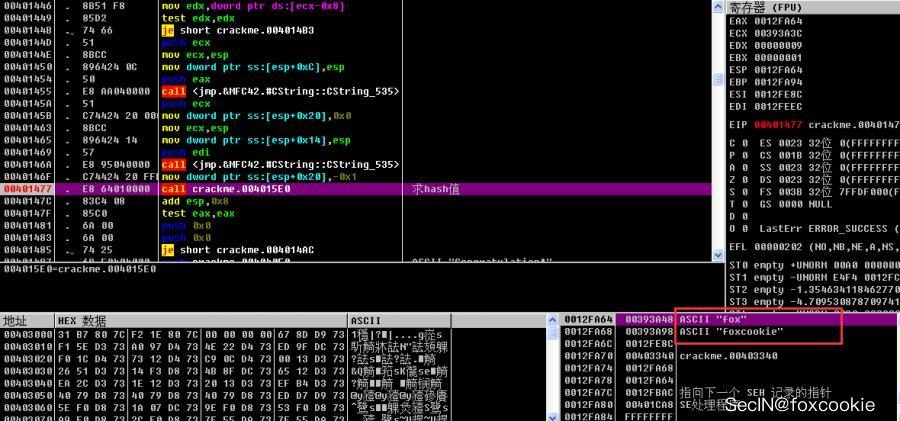 00401446 . 8B51 F8 mov edx,dword ptr ds:[ecx-0x8]
00401449 . 85D2 test edx,edx
0040144B . 74 66 je short crackme.004014B3
0040144D . 51 push ecx
0040144E . 8BCC mov ecx,esp
00401450 . 896424 0C mov dword ptr ss:[esp+0xC],esp
00401454 . 50 push eax
00401455 . E8 AA040000 call <jmp.&MFC42.#CString::CString_535>
0040145A . 51 push ecx
0040145B . C74424 20 00 mov dword ptr ss:[esp+0x20],0x0
00401463 . 8BCC mov ecx,esp
00401465 . 896424 14 mov dword ptr ss:[esp+0x14],esp
00401469 . 57 push edi
0040146A . E8 95040000 call <jmp.&MFC42.#CString::CString_535>
0040146F . C74424 20 FF mov dword ptr ss:[esp+0x20],-0x1
00401477 . E8 64010000 call crackme.004015E0 求hash值
0040147C . 83C4 08 add esp,0x8
0040147F . 85C0 test eax,eax
00401481 . 6A 00 push 0x0
00401483 . 6A 00 push 0x0
00401485 . 74 25 je short crackme.004014AC
ASCII "Congratulation*"
004015E0=crackme.004015E0
寄存器 (FPU)
EAX 0012FA64
ECX 00393A3C
EDX 00000009
EBX 00000001
ESP 0012FA64
EBP 0012FA94
ESI 0012FE8C
EDI 0012FEEC
EIP 00401477 crackme.0040147
C 0 ES 0023 32位 0(FFFFFFFF
P 0 CS 001B 32位 0(FFFFFFFF
A 0 SS 0023 32位 0(FFFFFFFF
Z 0 DS 0023 32位 0(FFFFFFFF
S 0 FS 003B 32位 7FFDF000(F
T 0 GS 0000 NULL
D 0
O 0 LastErr ERROR_SUCCESS (
EFL 00000202 (NO,NB,NE,A,NS,
ST0 empty +UNORM 00A0 000000
ST1 empty -UNORM E4F4 0012FC
ST2 empty -1.35463411846277 0
ST3 empty -4.70953087870974 1
地址 HEX 数据 ASCII
00403000 31 B7 80 7C F2 1E 80 7C 00 00 00 00 67 8D D9 73
00403010 F1 5E D3 73 A0 97 D4 73 4E 22 D4 73 ED 9F DC 73
00403020 F0 1C D4 73 73 12 D4 73 C9 0C D4 73 00 13 D3 73
00403030 26 51 D3 73 14 F3 D8 73 4B 8F DC 73 65 12 D3 73
00403040 EA 2C D3 73 1E 12 D3 73 20 13 D3 73 EF B4 D3 73
00403050 40 79 D8 73 40 79 D8 73 40 79 D8 73 ED D7 D9 73
00403060 5E F0 D8 73 1A 07 DC 73 9E F0 D8 73 53 F0 D8 73
0012FA64 00393A48 ASCII "fox"
0012FA68 00393A98 ASCII "Foxcookie"
0012FA6C 0012FE8C
0012FA70 00403340 crackme.00403340
0012FA74 0012FA68
0012FA78 0012FA64
0012FA7C 0012FBAC 指向下一个 SEH 记录的指针
0012FA80 00401CA8 SE处理程
0012FA84 FFFFFFFF
SecIN@foxcookie